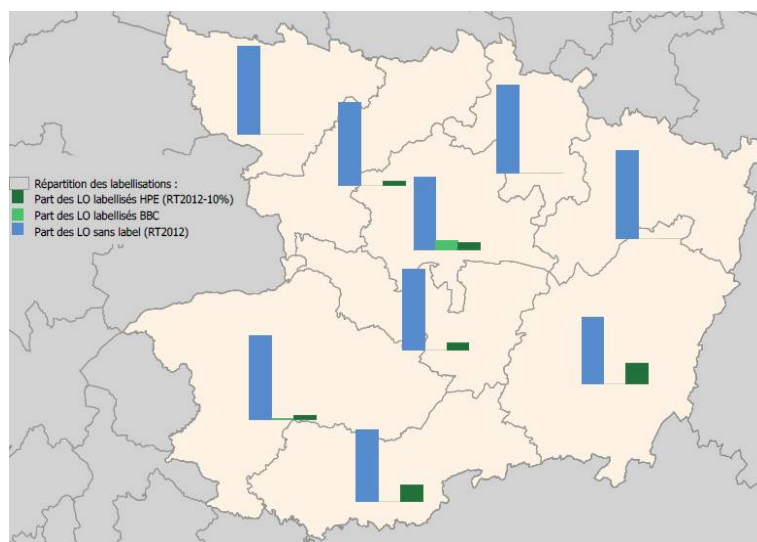 Répartition des labellisations :
Part des LO labellisés HPE (RT2012-10%)
Part des LO labellisés BBC
Part des LO sans label (RT2012)